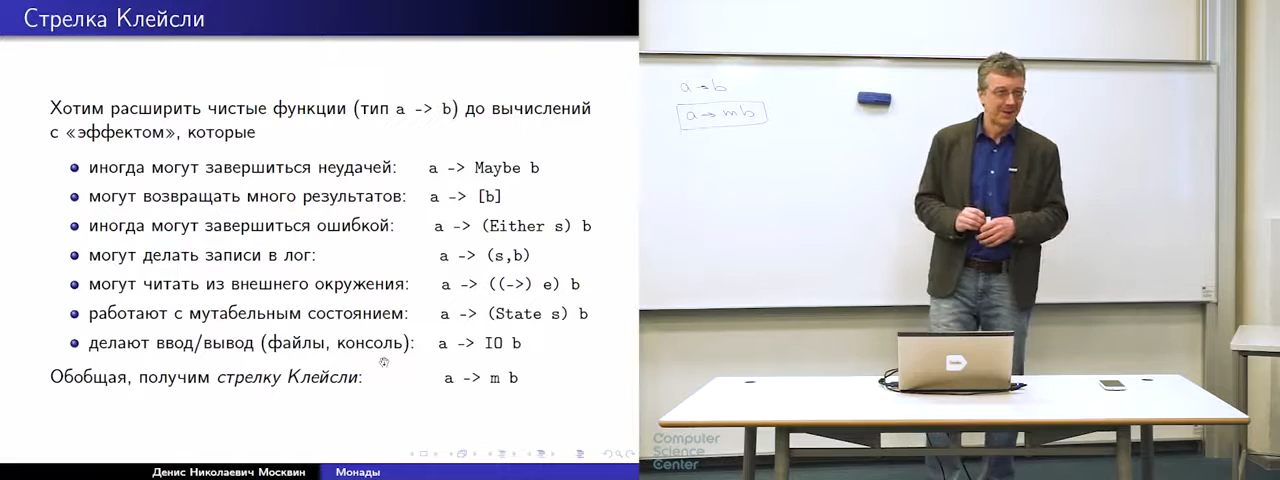 Стрелка Клейсли
Хотим расширить чистые функции (тип a -> b) до вычислений
с «эффектом», которые
иногда могут завершиться неудачей: a -> Maybe b
могут возвращать много результатов: a -> [b]
иногда могут завершиться ошибкой: a -> (Either s) b
могут делать записи в лог: a -> (s,b)
могут читать из внешнего окружения: a -> ((->) e) b
работают с мутабельным состоянием: a -> (State s) b
делают ввод/вывод (файлы, консоль): a -> IO b
Обобщая, получим стрелку Клейсли: a -> m b
Денис Николаевич Москвин Монады
a → b
a → m b
Computer
Science
Center